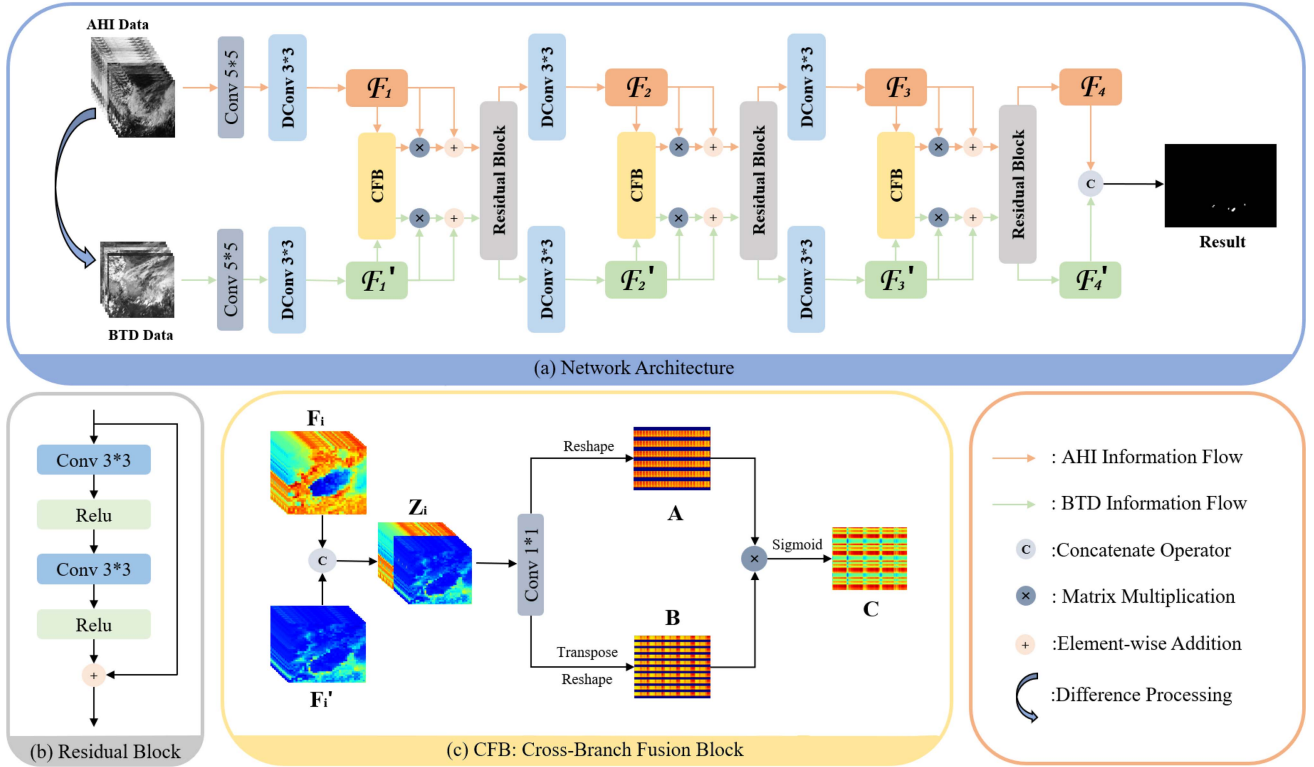 AHI Data
Conv 5*5
DConv 3*3
F₁
CFB
× +
Residual Block
DConv 3*3
F₂
CFB
× +
Residual Block
DConv 3*3
F₃
CFB
× +
Residual Block
F₄
C
Result
BTD Data
Conv 5*5
DConv 3*3
F₁'
× +
DConv 3*3
F₂'
× +
DConv 3*3
F₃'
× +
F₄'
(a) Network Architecture
Conv 3*3
Relu
Conv 3*3
Relu
+
(b) Residual Block
Fᵢ
C
Fᵢ'
Zᵢ
Conv 1*1
Reshape
A
Transpose
Reshape
B
×
Sigmoid
C
(c) CFB: Cross-Branch Fusion Block
: AHI Information Flow
: BTD Information Flow
C :Concatenate Operator
× : Matrix Multiplication
+ :Element-wise Addition
:Difference Processing